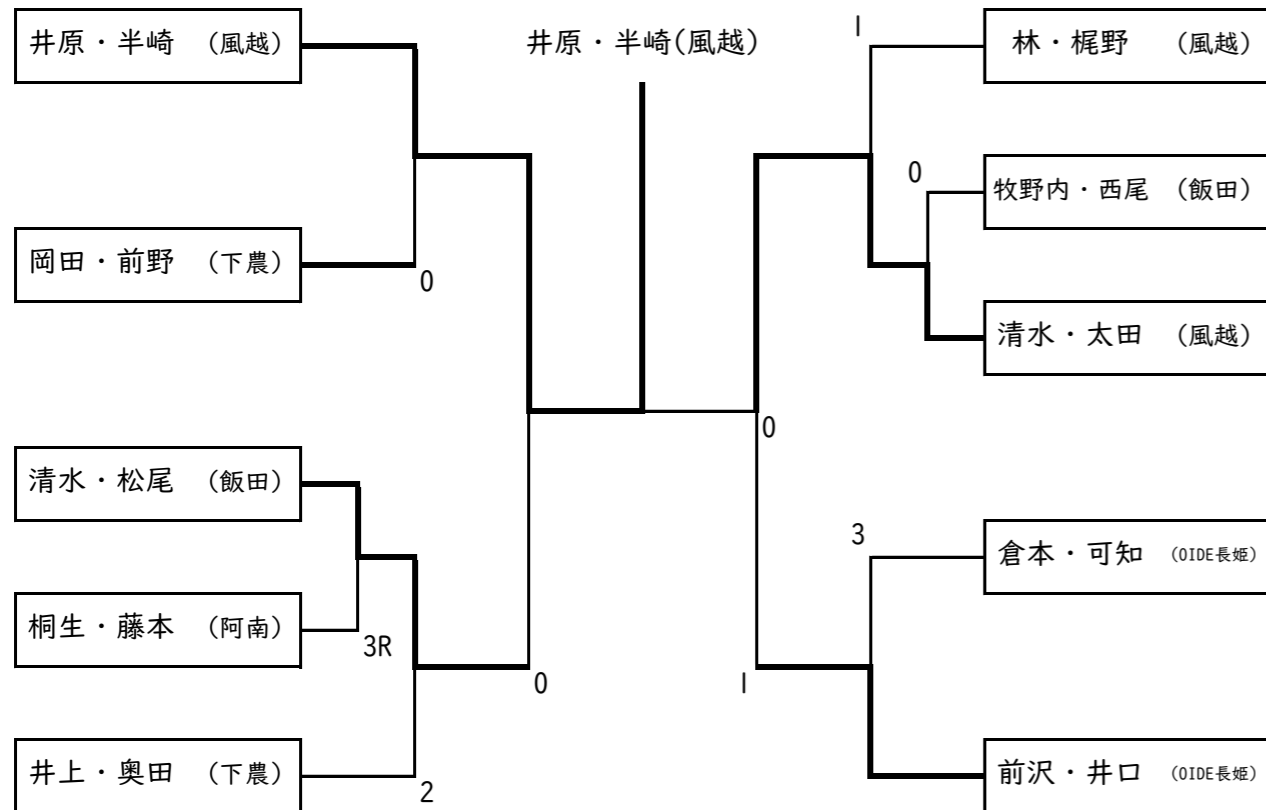 井原・半崎 (風越)
井原・半崎(風越)
1
林・梶野 (風越)
0
牧野内・西尾 (飯田)
岡田・前野 (下農)
0
清水・太田 (風越)
0
清水・松尾 (飯田)
3
倉本・可知 (OIDE長姫)
桐生・藤本 (阿南)
3R
0
1
井上・奥田 (下農)
2
前沢・井口 (OIDE長姫)